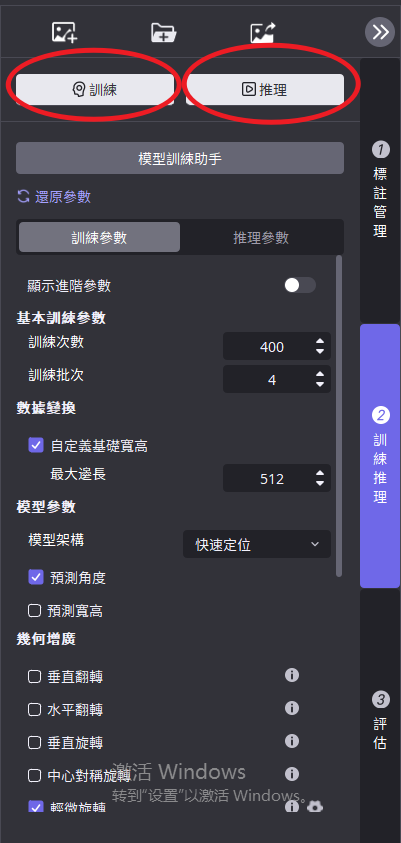 訓練
推理
模型訓練助手
還原參數
訓練參數
推理參數
顯示進階參數
基本訓練參數
訓練次數
400
訓練批次
4
數據變換
自定義基礎寬高
最大邊長
512
模型參數
模型架構
快速定位
預測角度
預測寬高
幾何增廣
垂直翻轉
水平翻轉
垂直旋轉
中心對稱旋轉
輕微旋轉
激活 Windows
转到“设置”以激活 Windows。
1
標註管理
2
訓練推理
3
評估